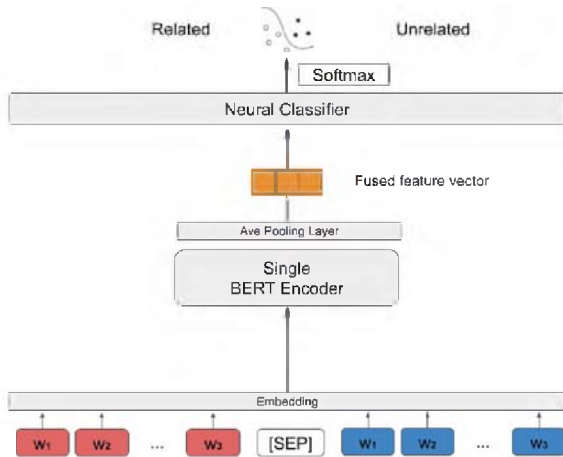 Related
Unrelated
Softmax
Neural Classifier
Fused feature vector
Ave Pooling Layer
Single
BERT Encoder
Embedding
W1 W2 ... W3 [SEP] W1 W2 ... W3